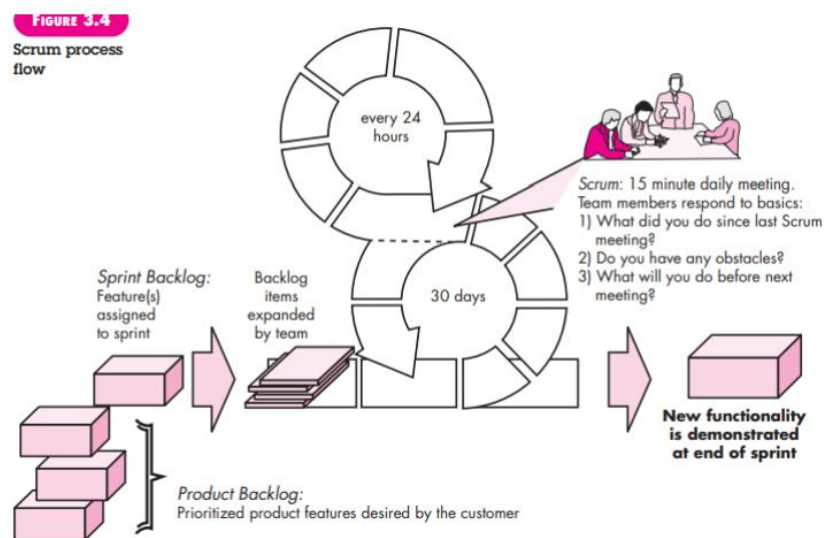 FIGURE 3.4
Scrum process
flow
every 24
hours
Scrum: 15 minute daily meeting.
Team members respond to basics:
1) What did you do since last Scrum
meeting?
2) Do you have any obstacles?
3) What will you do before next
meeting?
Sprint Backlog:
Feature(s)
assigned
to sprint
Backlog
items
expanded
by team
30 days
New functionality
is demonstrated
at end of sprint
Product Backlog:
Prioritized product features desired by the customer